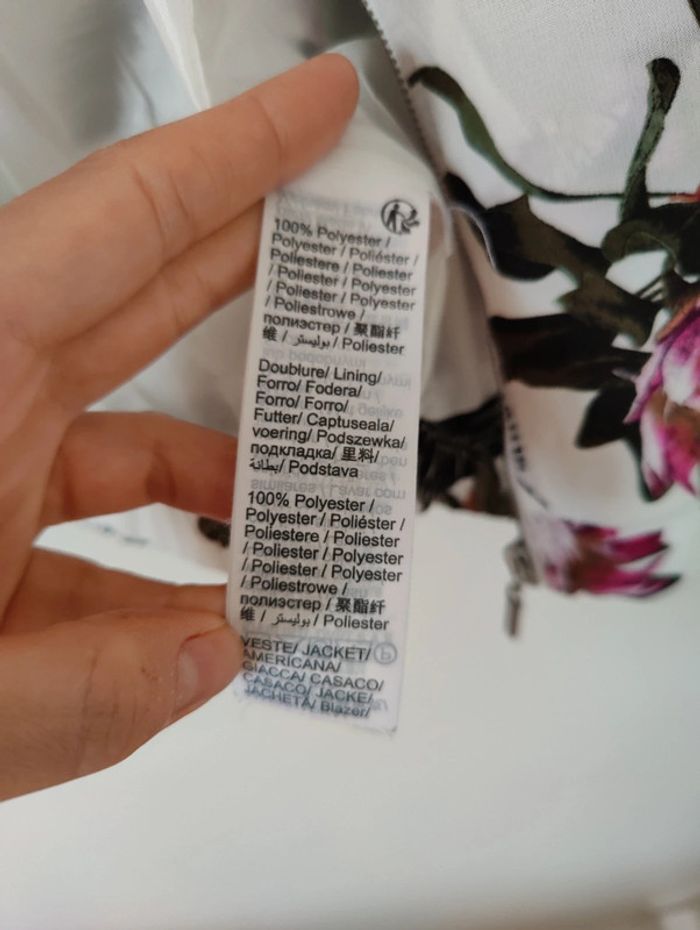 100% Polyester /
Polyester / Poliéster /
Poliestere / Poliester
/ Poliester / Polyester
/ Poliester / Polyester
/ Poliestrowe /
полиэстер / 聚酯纤
维 / بوليستر / Poliester
Doublure/ Lining/
Forro/ Fodera/
Forro/ Forro/
Futter/ Captuseala/
voering/ Podszewka/
подкладка/ 里料/
بطانة/ Podstava
100% Polyester /
Polyester / Poliéster /
Poliestere / Poliester
/ Poliester / Polyester
/ Poliester / Polyester
/ Poliestrowe /
полиэстер / 聚酯纤
维 / بوليستر / Poliester
VESTE/ JACKET/
AMERICANA/
GIACCA/ CASACO/
CASACO/ JACKE/
JACHETA/ Blazer/